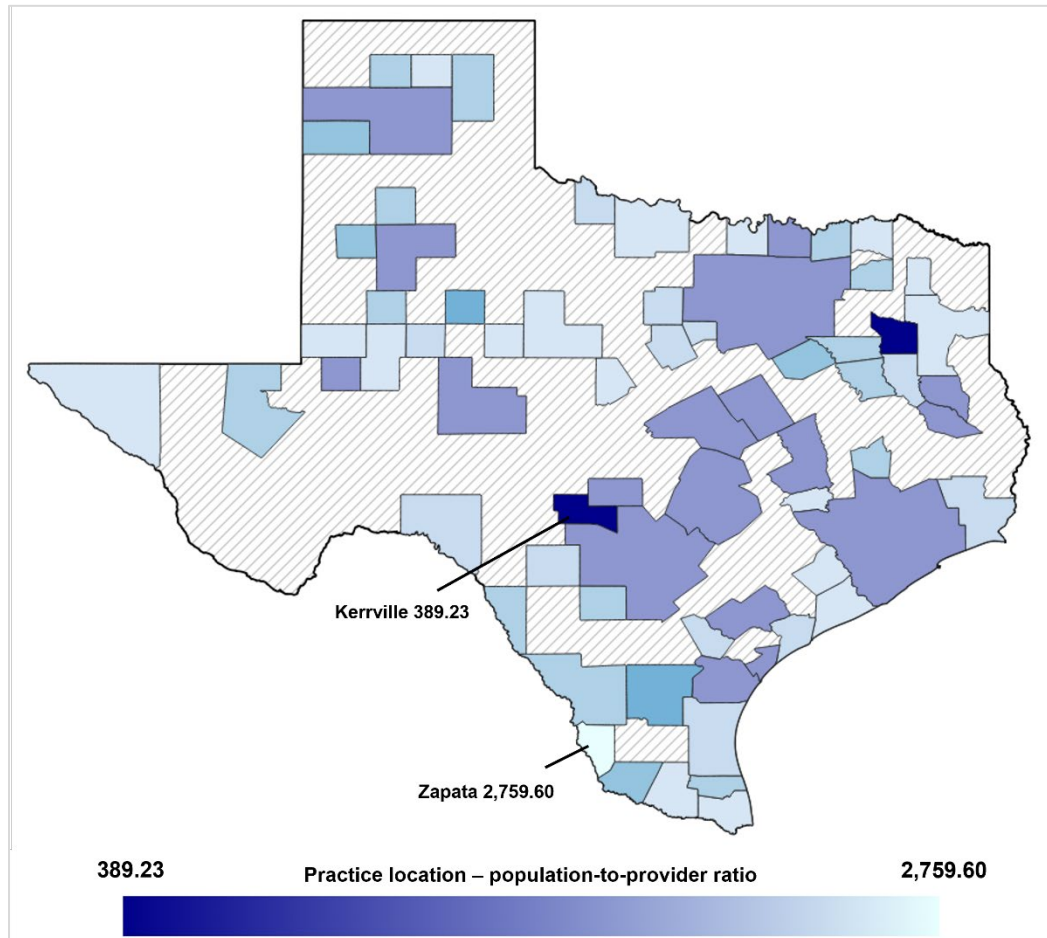 Kerrville 389.23
Zapata 2,759.60
389.23 Practice location – population-to-provider ratio 2,759.60